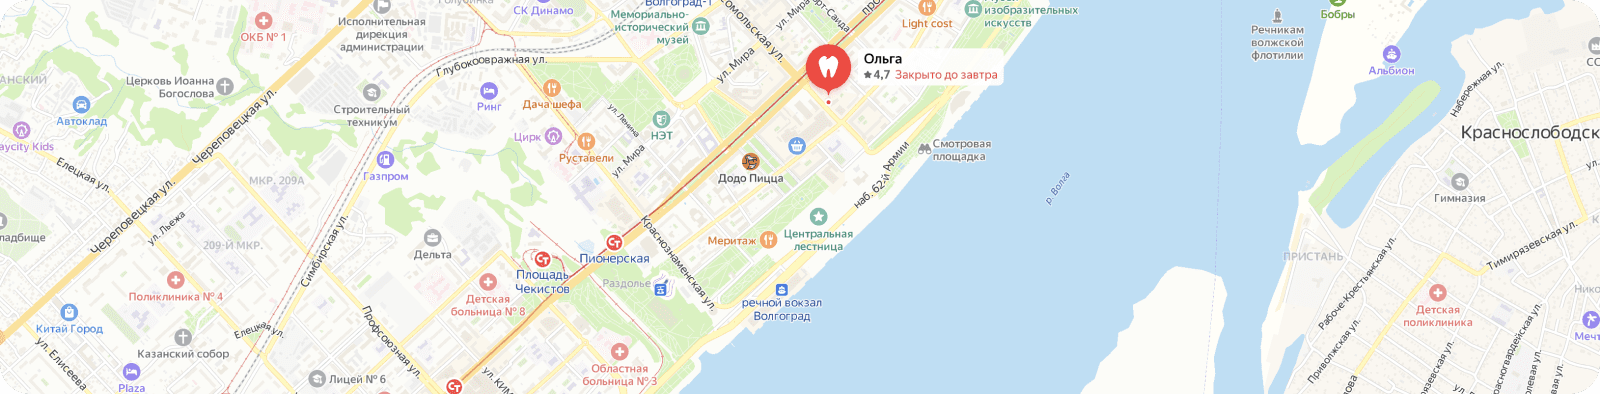 СК Динамо
Волгоград-1
Мемориально-
исторический
музей
ул. Мира
Light cost
изобразительных
искусств
Бобры
Речникам
волжской
флотилии
Альбион
Исполнительная
дирекция
администрации
ОКБ № 1
Церковь Иоанна
Богослова
Глубокоовражная ул.
ул. Мира
Ольга
4,7 Закрыто до завтра
Набережная ул.
Автоклад
Строительный
техникум
Ринг
Дача шефа
ул. Ленина
НЭТ
Цирк
Руставели
ул. Мира
Череповецкая ул.
Елецкая ул.
МКР. 209А
Газпром
Додо Пицца
Смотровая
площадка
наб. 62-й Армии
р. Волга
Гимназия
Череповецкая ул.
ул. Льежа
209-Й МКР.
Симбирская ул.
Дельта
Пионерская
Площадь
Чекистов
Краснознаменская ул.
Раздолье
Меритаж
Центральная
лестница
речной вокзал
Волгоград
Поликлиника № 4
Китай Город
Казанский собор
Елецкая ул.
ул. Елисеева
Plaza
Лицей № 6
Профсоюзная ул.
Детская
больница № 8
Областная
больница № 3
ПРИСТАНЬ
Тимирязевская ул.
Рабоче-Крестьянская ул.
Приволжская ул.
Детская
поликлиника